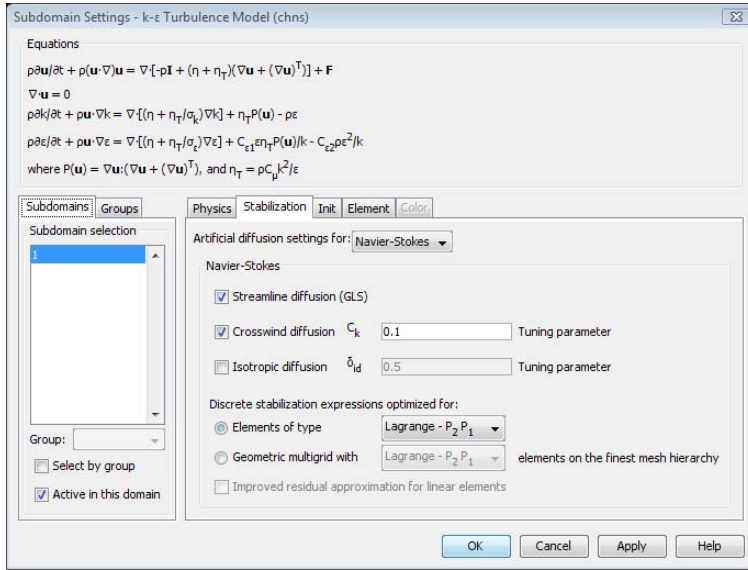 Subdomain Settings - k-ε Turbulence Model (chns)
Equations
ρ∂u/∂t + ρ(u·∇)u = ∇·[-pI + (η + η_T)(∇u + (∇u)^T)] + F
∇·u = 0
ρ∂k/∂t + ρu·∇k = ∇·[(η + η_T/σ_k)∇k] + η_TP(u) - ρε
ρ∂ε/∂t + ρu·∇ε = ∇·[(η + η_T/σ_ε)∇ε] + C_ε1εη_TP(u)/k - C_ε2ρε²/k
where P(u) = ∇u:(∇u + (∇u)^T), and η_T = ρC_μk²/ε
Subdomains Groups Physics Stabilization Init Element Color
Subdomain selection
1
Artificial diffusion settings for: Navier-Stokes
Navier-Stokes
Streamline diffusion (GLS)
Crosswind diffusion C_k 0.1 Tuning parameter
Isotropic diffusion δ_id 0.5 Tuning parameter
Discrete stabilization expressions optimized for:
Elements of type Lagrange - P₂ P₁
Group:
Geometric multigrid with Lagrange - P₂ P₁ elements on the finest mesh hierarchy
Select by group
Improved residual approximation for linear elements
Active in this domain
OK Cancel Apply Help